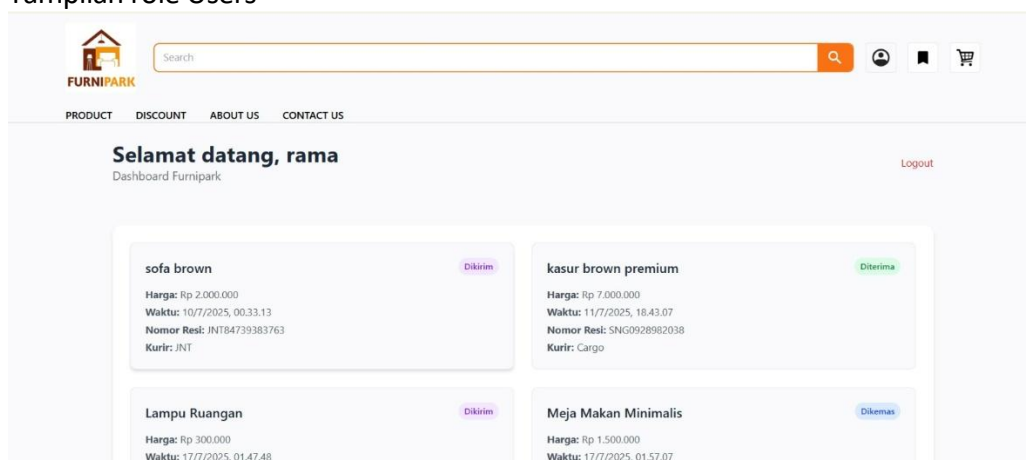 Tampilan role Users
FURNIPARK
Search
PRODUCT DISCOUNT ABOUT US CONTACT US
Selamat datang, rama
Dashboard Furnipark
Logout
sofa brown
Dikirim
Harga: Rp 2.000.000
Waktu: 10/7/2025, 00.33.13
Nomor Resi: JNT84739383763
Kurir: JNT
kasur brown premium
Diterima
Harga: Rp 7.000.000
Waktu: 11/7/2025, 18.43.07
Nomor Resi: SNG0928982038
Kurir: Cargo
Lampu Ruangan
Dikirim
Harga: Rp 300.000
Waktu: 17/7/2025, 01.47.48
Meja Makan Minimalis
Dikemas
Harga: Rp 1.500.000
Waktu: 17/7/2025, 01.57.07